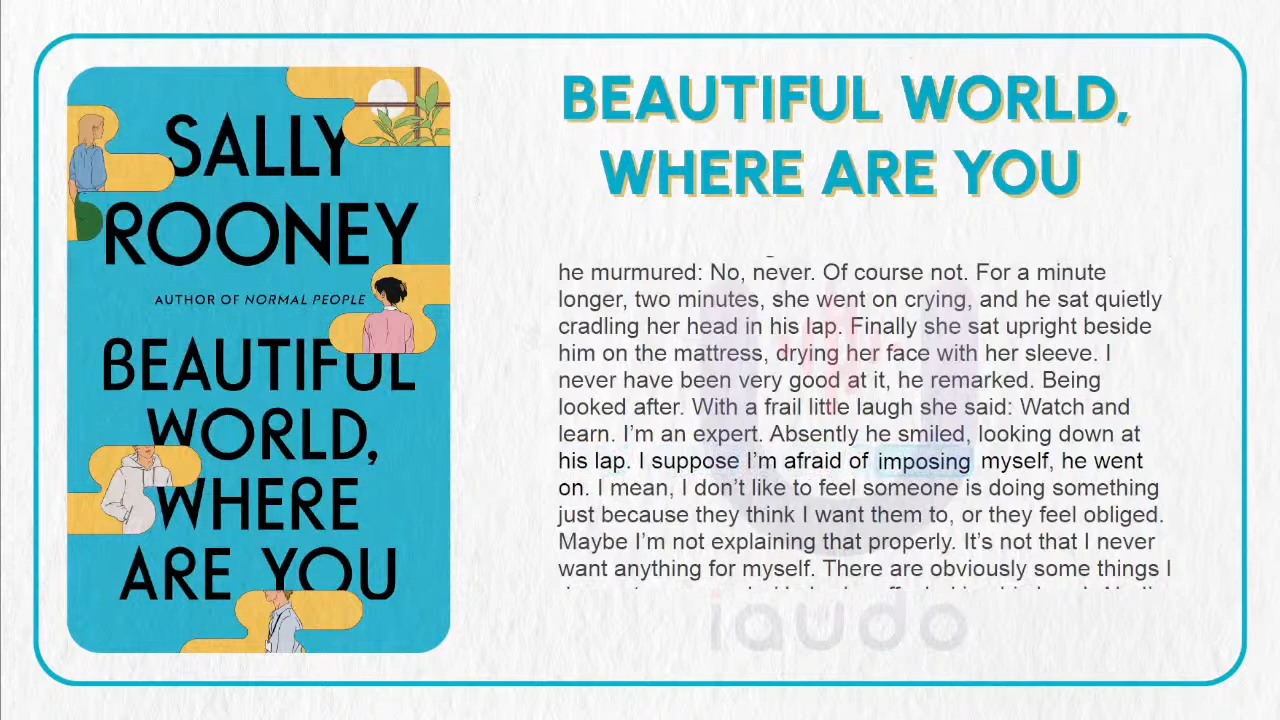 SALLY
ROONEY
AUTHOR OF NORMAL PEOPLE
BEAUTIFUL
WORLD,
WHERE
ARE YOU
BEAUTIFUL WORLD,
WHERE ARE YOU
he murmured: No, never. Of course not. For a minute
longer, two minutes, she went on crying, and he sat quietly
cradling her head in his lap. Finally she sat upright beside
him on the mattress, drying her face with her sleeve. I
never have been very good at it, he remarked. Being
looked after. With a frail little laugh she said: Watch and
learn. I’m an expert. Absently he smiled, looking down at
his lap. I suppose I’m afraid of imposing myself, he went
on. I mean, I don’t like to feel someone is doing something
just because they think I want them to, or they feel obliged.
Maybe I’m not explaining that properly. It’s not that I never
want anything for myself. There are obviously some things I
iaudo